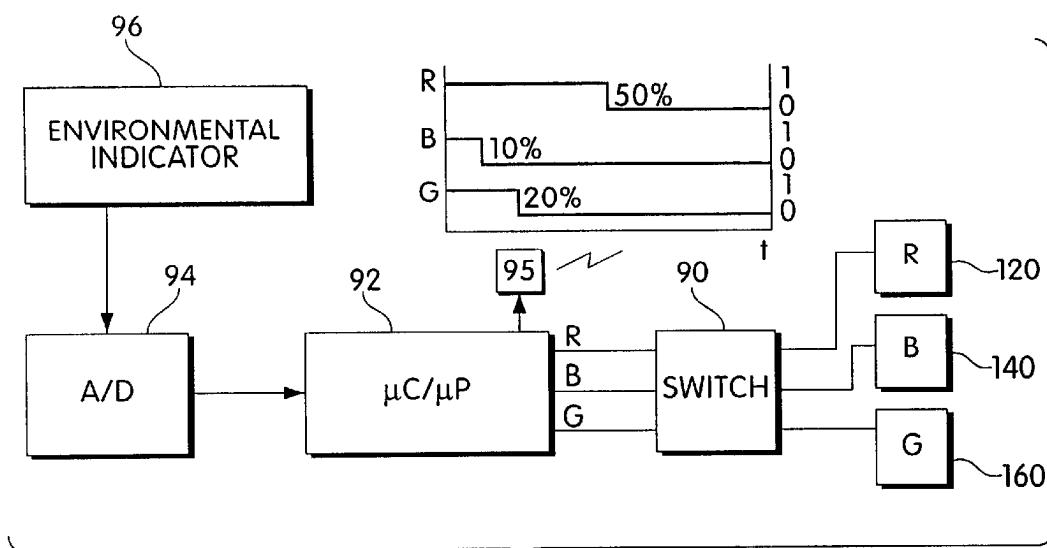 96
ENVIRONMENTAL
INDICATOR
R 50% 1
0
B 10% 1
0
G 20% 1
0
t
94
A/D
92
95
µC/µP
R
B
G
90
SWITCH
R
120
B
140
G
160